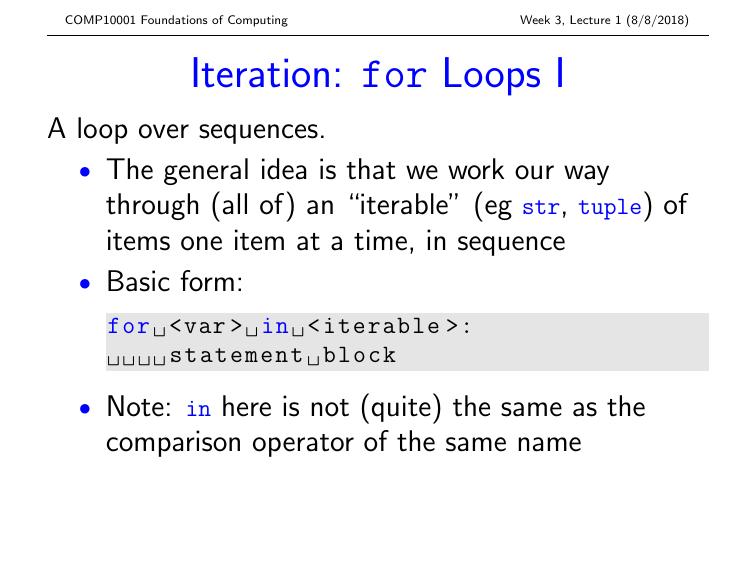 COMP10001 Foundations of Computing Week 3, Lecture 1 (8/8/2018)
Iteration: for Loops I
A loop over sequences.
• The general idea is that we work our way
through (all of) an “iterable” (eg str, tuple) of
items one item at a time, in sequence
• Basic form:
for␣<var>␣in␣<iterable>:
␣␣␣␣statement␣block
• Note: in here is not (quite) the same as the
comparison operator of the same name